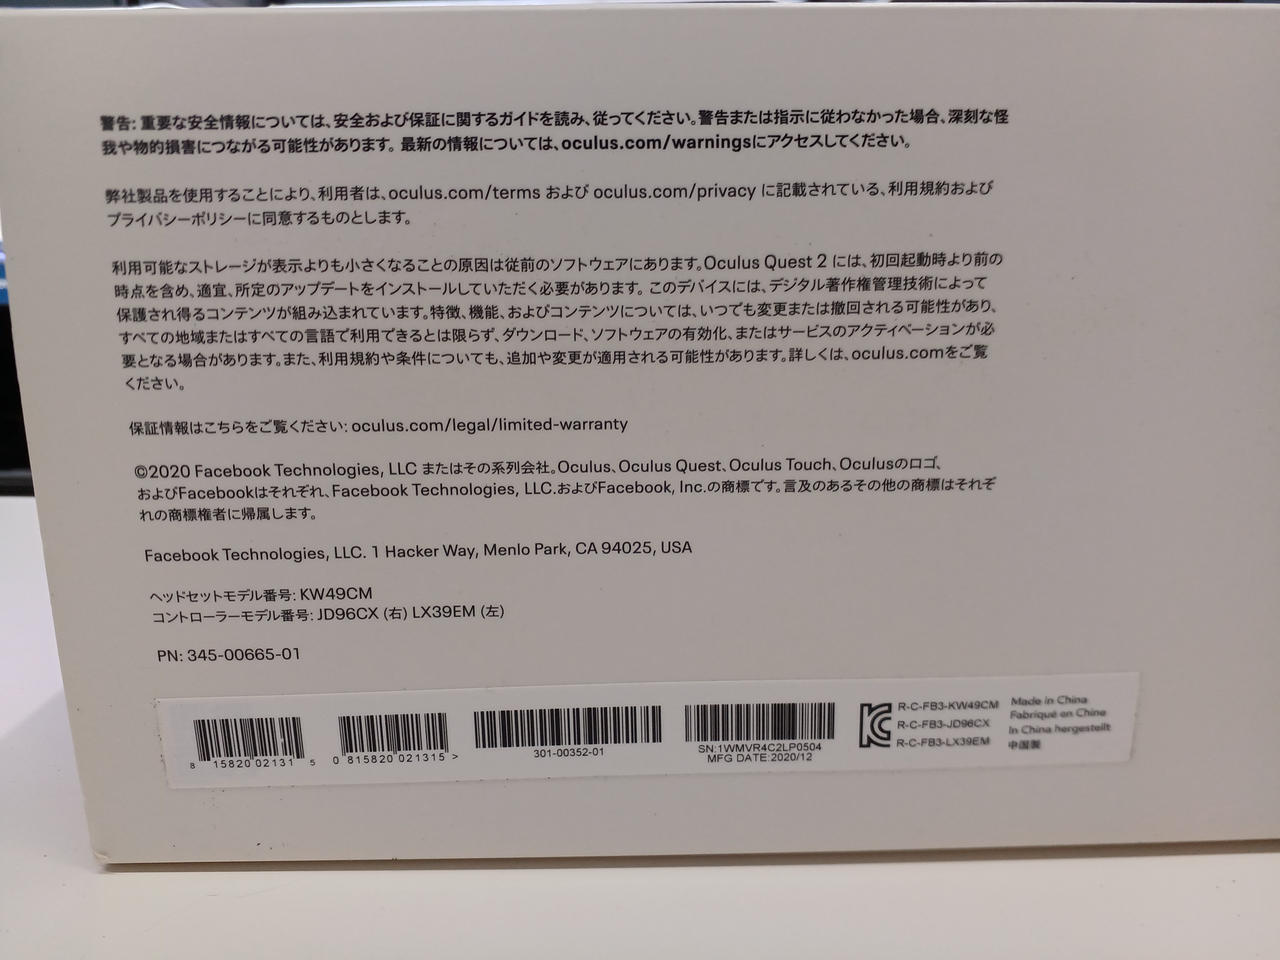 警告: 重要な安全情報については、安全および保証に関するガイドを読み、従ってください。警告または指示に従わなかった場合、深刻な怪
我や物的損害につながる可能性があります。最新の情報については、oculus.com/warningsにアクセスしてください。
弊社製品を使用することにより、利用者は、oculus.com/terms および oculus.com/privacy に記載されている、利用規約および
プライバシーポリシーに同意するものとします。
利用可能なストレージが表示よりも小さくなることの原因は従前のソフトウェアにあります。Oculus Quest 2 には、初回起動時より前の
時点を含め、適宜、所定のアップデートをインストールしていただく必要があります。このデバイスには、デジタル著作権管理技術によって
保護され得るコンテンツが組み込まれています。特徴、機能、およびコンテンツについては、いつでも変更または撤回される可能性があり、
すべての地域またはすべての言語で利用できるとは限らず、ダウンロード、ソフトウェアの有効化、またはサービスのアクティベーションが必
要となる場合があります。また、利用規約や条件についても、追加や変更が適用される可能性があります。詳しくは、oculus.comをご覧
ください。
保証情報はこちらをご覧ください: oculus.com/legal/limited-warranty
©2020 Facebook Technologies, LLC またはその系列会社。Oculus、Oculus Quest、Oculus Touch、Oculusのロゴ、
およびFacebookはそれぞれ、Facebook Technologies, LLC.およびFacebook, Inc.の商標です。言及のあるその他の商標はそれぞ
れの商標権者に帰属します。
Facebook Technologies, LLC. 1 Hacker Way, Menlo Park, CA 94025, USA
ヘッドセットモデル番号: KW49CM
コントローラーモデル番号: JD96CX (右) LX39EM (左)
PN: 345-00665-01
8 15820 02131 5
0 815820 021315 >
301-00352-01
SN:1WMVR4C2LP0504
MFG DATE:2020/12
R-C-FB3-KW49CM
R-C-FB3-JD96CX
R-C-FB3-LX39EM
Made in China
Fabriqué en Chine
In China hergestellt
中国製